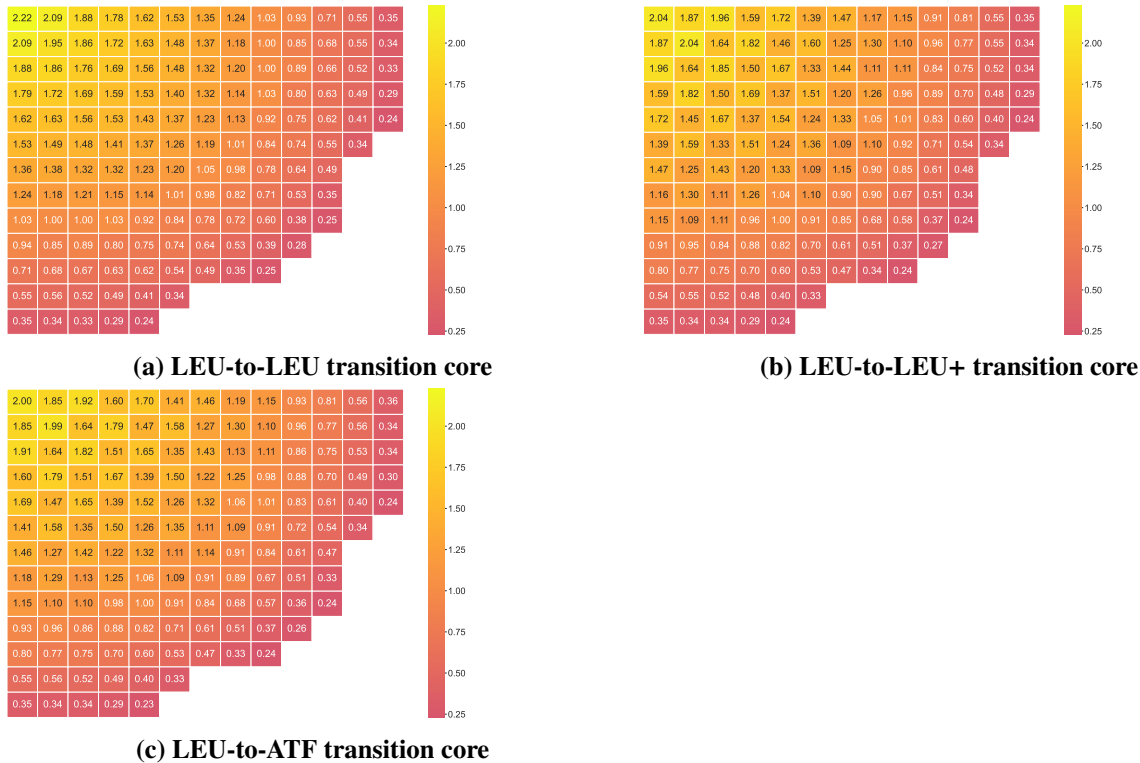 2.22 2.09 1.88 1.78 1.62 1.53 1.35 1.24 1.03 0.93 0.71 0.55 0.35
2.09 1.95 1.86 1.72 1.63 1.48 1.37 1.18 1.00 0.85 0.68 0.55 0.34
1.88 1.86 1.76 1.69 1.56 1.48 1.32 1.20 1.00 0.89 0.66 0.52 0.33
1.79 1.72 1.69 1.59 1.53 1.40 1.32 1.14 1.03 0.80 0.63 0.49 0.29
1.62 1.63 1.56 1.53 1.43 1.37 1.23 1.13 0.92 0.75 0.62 0.41 0.24
1.53 1.49 1.48 1.41 1.37 1.26 1.19 1.01 0.84 0.74 0.55 0.34
1.36 1.38 1.32 1.32 1.23 1.20 1.05 0.98 0.78 0.64 0.49
1.24 1.18 1.21 1.15 1.14 1.01 0.98 0.82 0.71 0.53 0.35
1.03 1.00 1.00 1.03 0.92 0.84 0.78 0.72 0.60 0.38 0.25
0.94 0.85 0.89 0.80 0.75 0.74 0.64 0.53 0.39 0.28
0.71 0.68 0.67 0.63 0.62 0.54 0.49 0.35 0.25
0.55 0.56 0.52 0.49 0.41 0.34
0.35 0.34 0.33 0.29 0.24
2.00
1.75
1.50
1.25
1.00
0.75
0.50
0.25
(a) LEU-to-LEU transition core
2.04 1.87 1.96 1.59 1.72 1.39 1.47 1.17 1.15 0.91 0.81 0.55 0.35
1.87 2.04 1.64 1.82 1.46 1.60 1.25 1.30 1.10 0.96 0.77 0.55 0.34
1.96 1.64 1.85 1.50 1.67 1.33 1.44 1.11 1.11 0.84 0.75 0.52 0.34
1.59 1.82 1.50 1.69 1.37 1.51 1.20 1.26 0.96 0.89 0.70 0.48 0.29
1.72 1.45 1.67 1.37 1.54 1.24 1.33 1.05 1.01 0.83 0.60 0.40 0.24
1.39 1.59 1.33 1.51 1.24 1.36 1.09 1.10 0.92 0.71 0.54 0.34
1.47 1.25 1.43 1.20 1.33 1.09 1.15 0.90 0.85 0.61 0.48
1.16 1.30 1.11 1.26 1.04 1.10 0.90 0.90 0.67 0.51 0.34
1.15 1.09 1.11 0.96 1.00 0.91 0.85 0.68 0.58 0.37 0.24
0.91 0.95 0.84 0.88 0.82 0.70 0.61 0.51 0.37 0.27
0.80 0.77 0.75 0.70 0.60 0.53 0.47 0.34 0.24
0.54 0.55 0.52 0.48 0.40 0.33
0.35 0.34 0.34 0.29 0.24
2.00
1.75
1.50
1.25
1.00
0.75
0.50
0.25
(b) LEU-to-LEU+ transition core
2.00 1.85 1.92 1.60 1.70 1.41 1.46 1.19 1.15 0.93 0.81 0.56 0.36
1.85 1.99 1.64 1.79 1.47 1.58 1.27 1.30 1.10 0.96 0.77 0.56 0.34
1.91 1.64 1.82 1.51 1.65 1.35 1.43 1.13 1.11 0.86 0.75 0.53 0.34
1.60 1.79 1.51 1.67 1.39 1.50 1.22 1.25 0.98 0.88 0.70 0.49 0.30
1.69 1.47 1.65 1.39 1.52 1.26 1.32 1.06 1.01 0.83 0.61 0.40 0.24
1.41 1.58 1.35 1.50 1.26 1.35 1.11 1.09 0.91 0.72 0.54 0.34
1.46 1.27 1.42 1.22 1.32 1.11 1.14 0.91 0.84 0.61 0.47
1.18 1.29 1.13 1.25 1.06 1.09 0.91 0.89 0.67 0.51 0.33
1.15 1.10 1.10 0.98 1.00 0.91 0.84 0.68 0.57 0.36 0.24
0.93 0.96 0.86 0.88 0.82 0.71 0.61 0.51 0.37 0.26
0.80 0.77 0.75 0.70 0.60 0.53 0.47 0.33 0.24
0.55 0.56 0.52 0.49 0.40 0.33
0.35 0.34 0.34 0.29 0.23
2.00
1.75
1.50
1.25
1.00
0.75
0.50
0.25
(c) LEU-to-ATF transition core